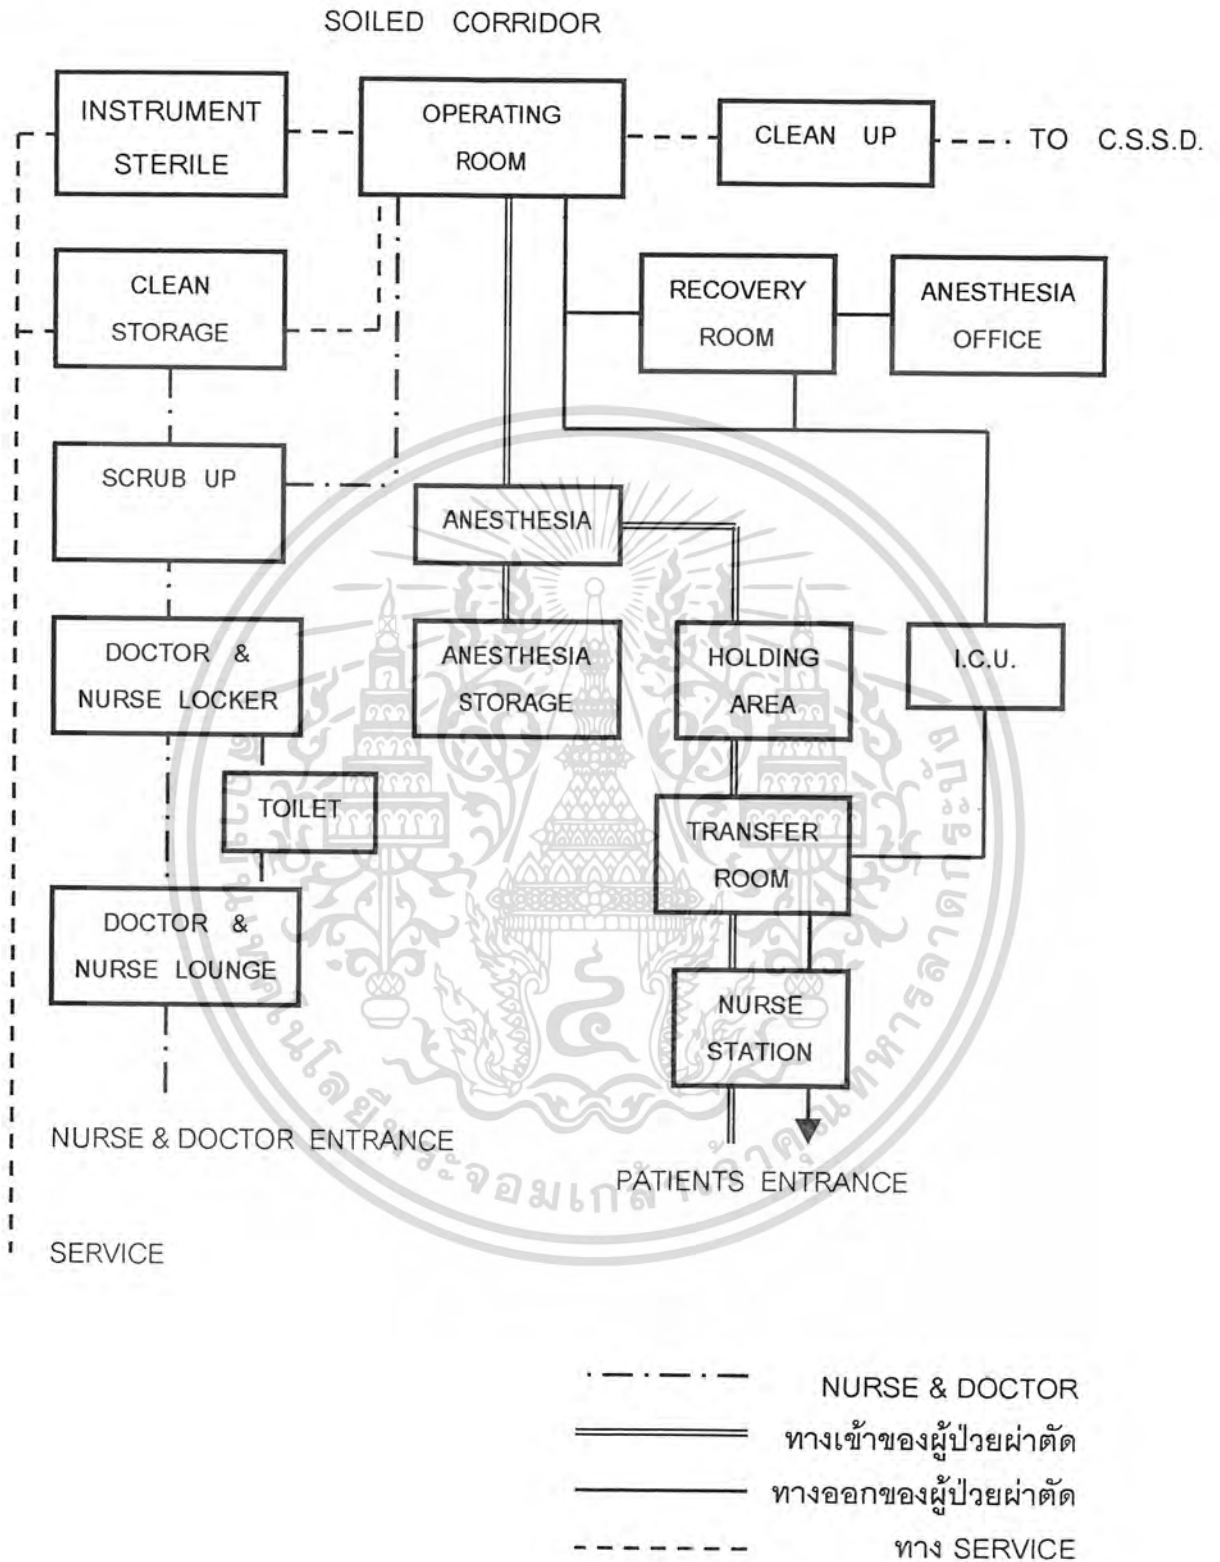 SOILED CORRIDOR
INSTRUMENT
STERILE
OPERATING
ROOM
CLEAN UP
TO C.S.S.D.
CLEAN
STORAGE
RECOVERY
ROOM
ANESTHESIA
OFFICE
SCRUB UP
ANESTHESIA
DOCTOR &
NURSE LOCKER
ANESTHESIA
STORAGE
HOLDING
AREA
I.C.U.
TOILET
TRANSFER
ROOM
DOCTOR &
NURSE LOUNGE
NURSE
STATION
NURSE & DOCTOR ENTRANCE
PATIENTS ENTRANCE
SERVICE
NURSE & DOCTOR
ทางเข้าของผู้ป่วยผ่าตัด
ทางออกของผู้ป่วยผ่าตัด
ทาง SERVICE